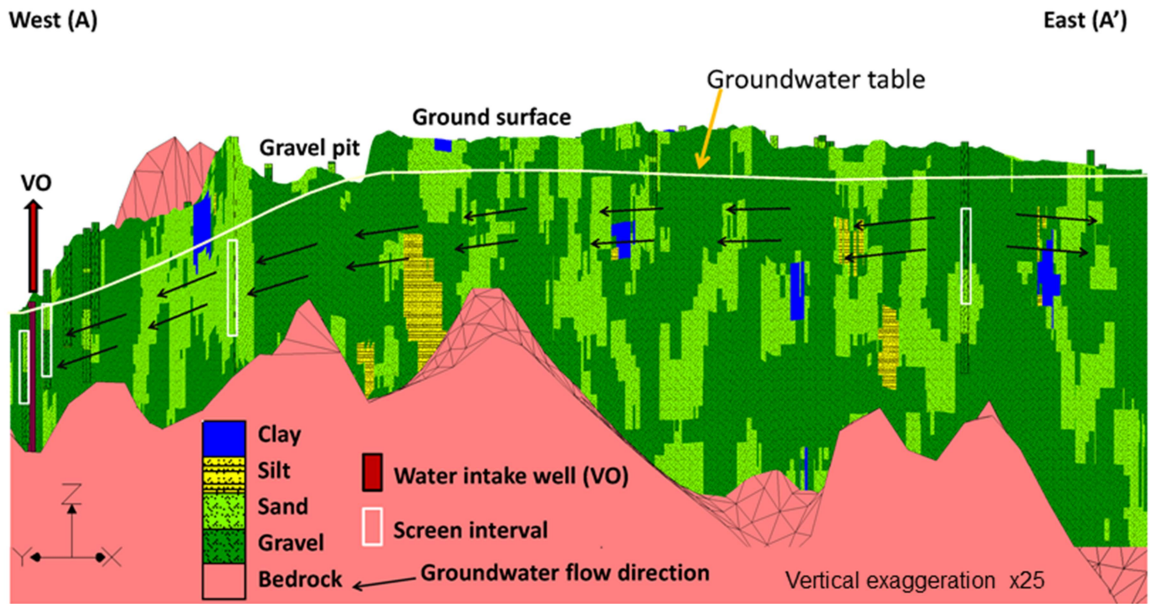 West (A)
East (A’)
Groundwater table
Ground surface
Gravel pit
VO
Clay
Silt
Sand
Gravel
Bedrock
Water intake well (VO)
Screen interval
Groundwater flow direction
Z
Y
X
Vertical exaggeration x25